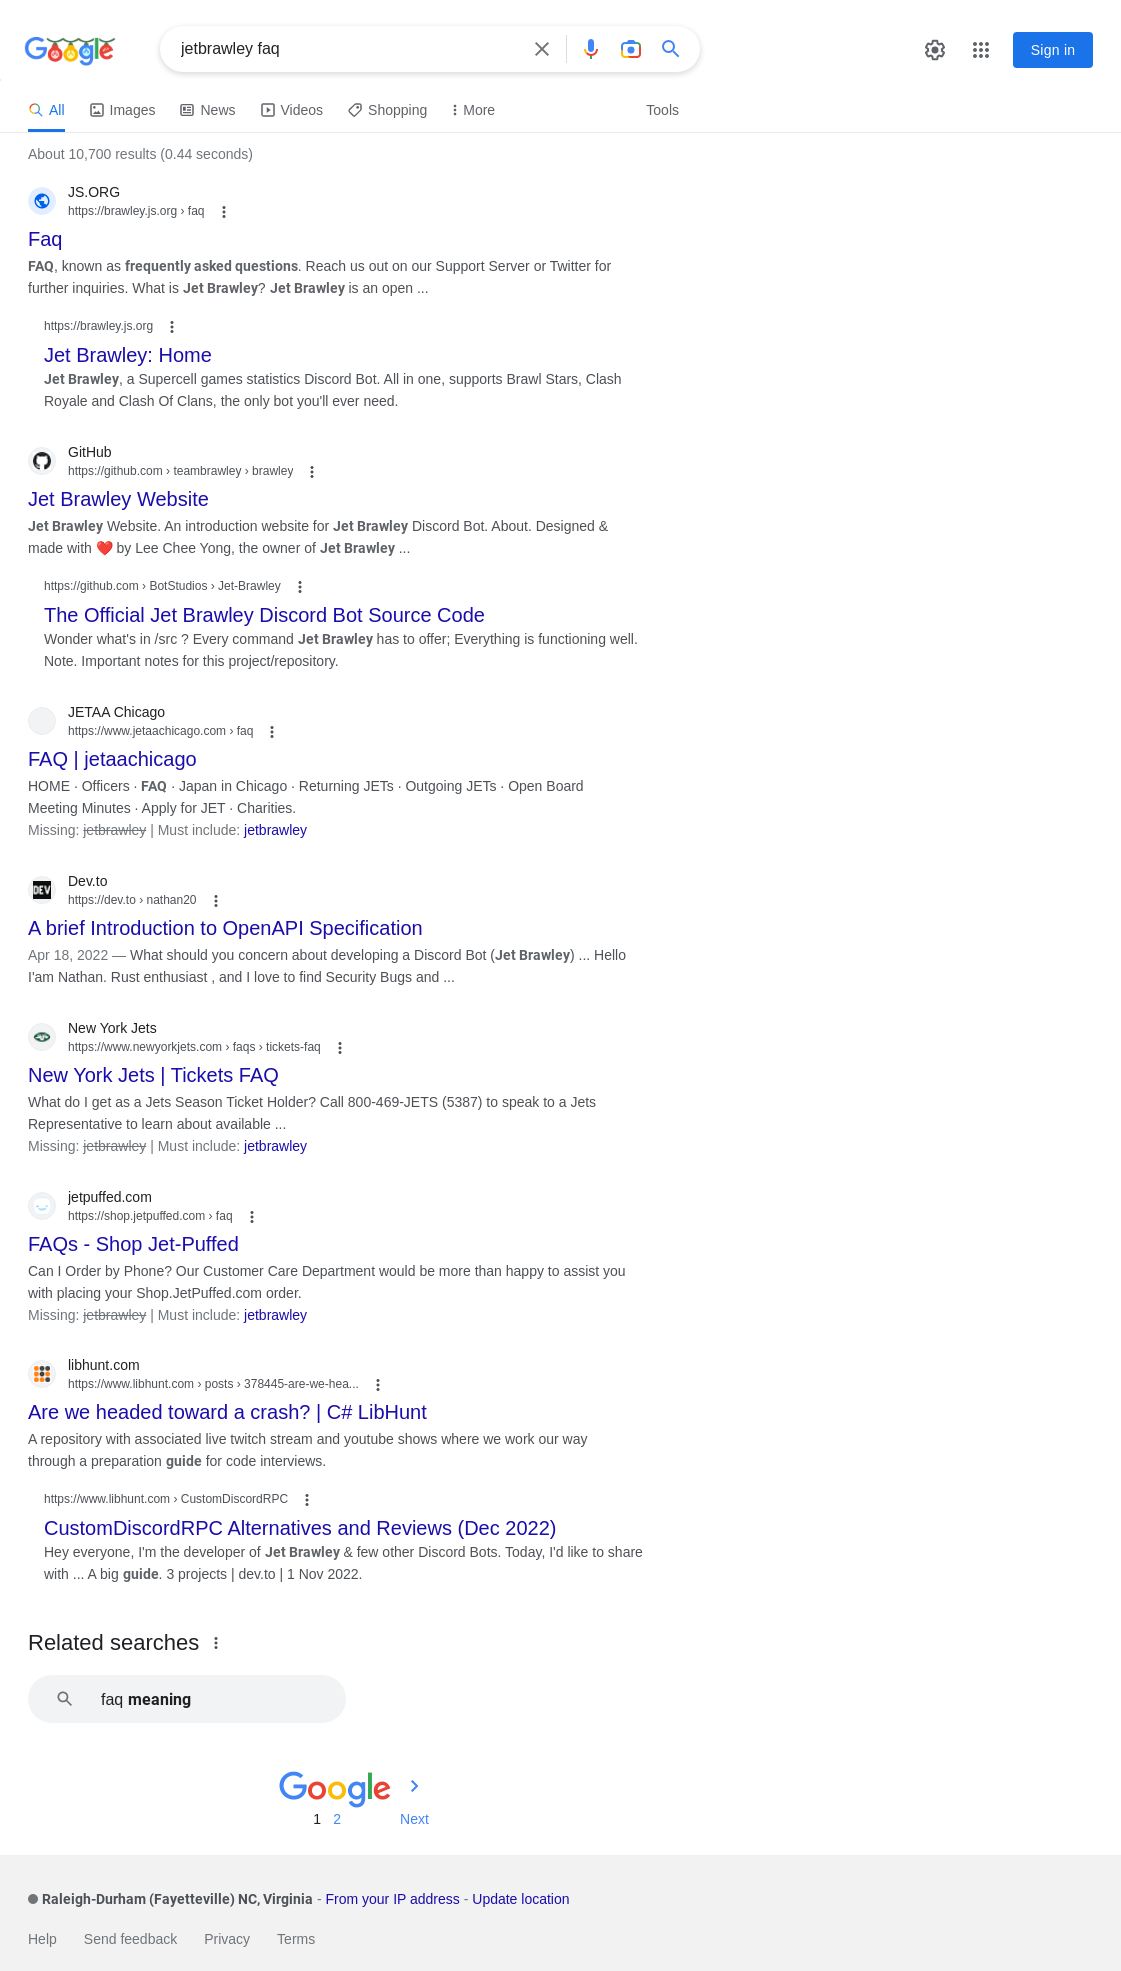 Google
jetbrawley faq
Sign in
All
Images
News
Videos
Shopping
More
Tools
About 10,700 results (0.44 seconds)
JS.ORG
https://brawley.js.org › faq
Faq
FAQ, known as frequently asked questions. Reach us out on our Support Server or Twitter for
further inquiries. What is Jet Brawley? Jet Brawley is an open ...
https://brawley.js.org
Jet Brawley: Home
Jet Brawley, a Supercell games statistics Discord Bot. All in one, supports Brawl Stars, Clash
Royale and Clash Of Clans, the only bot you'll ever need.
GitHub
https://github.com › teambrawley › brawley
Jet Brawley Website
Jet Brawley Website. An introduction website for Jet Brawley Discord Bot. About. Designed &
made with ❤️ by Lee Chee Yong, the owner of Jet Brawley ...
https://github.com › BotStudios › Jet-Brawley
The Official Jet Brawley Discord Bot Source Code
Wonder what's in /src ? Every command Jet Brawley has to offer; Everything is functioning well.
Note. Important notes for this project/repository.
JETAA Chicago
https://www.jetaachicago.com › faq
FAQ | jetaachicago
HOME · Officers · FAQ · Japan in Chicago · Returning JETs · Outgoing JETs · Open Board
Meeting Minutes · Apply for JET · Charities.
Missing: jetbrawley | Must include: jetbrawley
DEV
Dev.to
https://dev.to › nathan20
A brief Introduction to OpenAPI Specification
Apr 18, 2022 — What should you concern about developing a Discord Bot (Jet Brawley) ... Hello
I'am Nathan. Rust enthusiast , and I love to find Security Bugs and ...
New York Jets
https://www.newyorkjets.com › faqs › tickets-faq
New York Jets | Tickets FAQ
What do I get as a Jets Season Ticket Holder? Call 800-469-JETS (5387) to speak to a Jets
Representative to learn about available ...
Missing: jetbrawley | Must include: jetbrawley
jetpuffed.com
https://shop.jetpuffed.com › faq
FAQs - Shop Jet-Puffed
Can I Order by Phone? Our Customer Care Department would be more than happy to assist you
with placing your Shop.JetPuffed.com order.
Missing: jetbrawley | Must include: jetbrawley
libhunt.com
https://www.libhunt.com › posts › 378445-are-we-hea...
Are we headed toward a crash? | C# LibHunt
A repository with associated live twitch stream and youtube shows where we work our way
through a preparation guide for code interviews.
https://www.libhunt.com › CustomDiscordRPC
CustomDiscordRPC Alternatives and Reviews (Dec 2022)
Hey everyone, I'm the developer of Jet Brawley & few other Discord Bots. Today, I'd like to share
with ... A big guide. 3 projects | dev.to | 1 Nov 2022.
Related searches
faq meaning
Google
1 2 Next
Raleigh-Durham (Fayetteville) NC, Virginia - From your IP address - Update location
Help Send feedback Privacy Terms